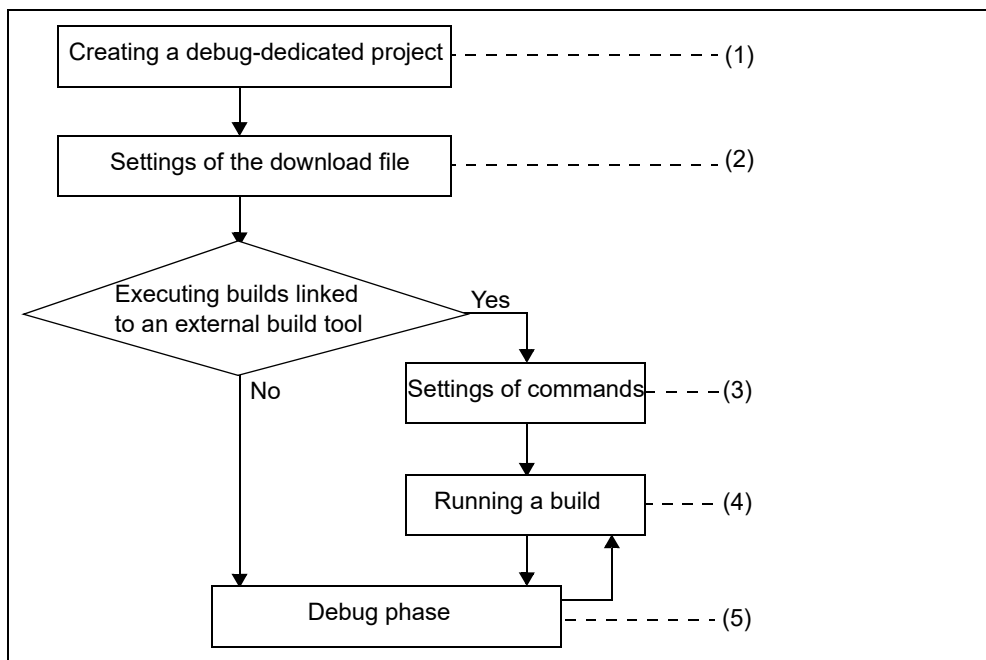 Creating a debug-dedicated project
(1)
Settings of the download file
(2)
Executing builds linked
to an external build tool
Yes
No
Settings of commands
(3)
Running a build
(4)
Debug phase
(5)